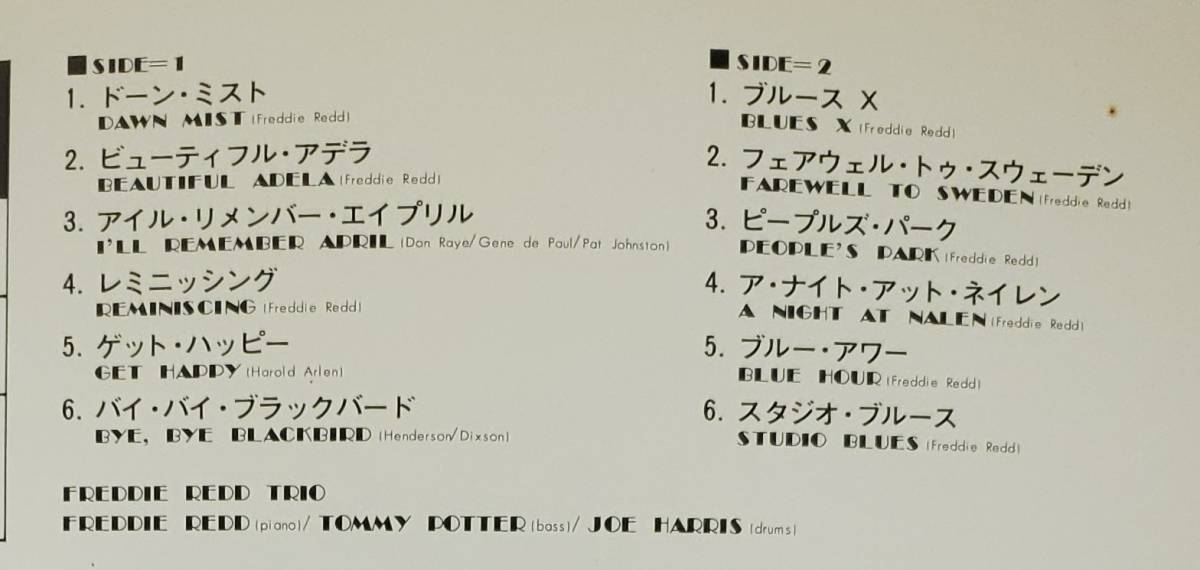 ■ SIDE=1
1. ドーン・ミスト
DAWN MIST (Freddie Redd)
2. ビューティフル・アデラ
BEAUTIFUL ADELA (Freddie Redd)
3. アイル・リメンバー・エイプリル
I'LL REMEMBER APRIL (Don Raye/Gene de Paul/Pat Johnston)
4. レミニッシング
REMINISCING (Freddie Redd)
5. ゲット・ハッピー
GET HAPPY (Harold Arlen)
6. バイ・バイ・ブラックバード
BYE, BYE BLACKBIRD (Henderson/Dixson)
■ SIDE=2
1. ブルース X
BLUES X (Freddie Redd)
2. フェアウェル・トゥ・スウェーデン
FAREWELL TO SWEDEN (Freddie Redd)
3. ピープルズ・パーク
PEOPLE'S PARK (Freddie Redd)
4. ア・ナイト・アット・ネイレン
A NIGHT AT NALEN (Freddie Redd)
5. ブルー・アワー
BLUE HOUR (Freddie Redd)
6. スタジオ・ブルース
STUDIO BLUES (Freddie Redd)
FREDDIE REDD TRIO
FREDDIE REDD (piano)/ TOMMY POTTER (bass)/ JOE HARRIS (drums)